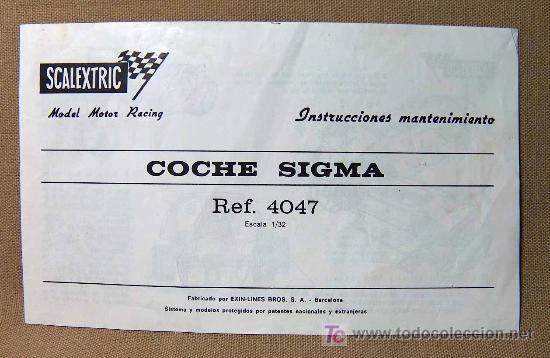 SCALEXTRIC
Model Motor Racing
Instrucciones mantenimiento
COCHE SIGMA
Ref. 4047
Escala 1/32
Fabricado por EXIN-LINES BROS. S. A. - Barcelona
Sistema y modelos protegidos por patentes nacionales y extranjeras
TC www.todocoleccion.net